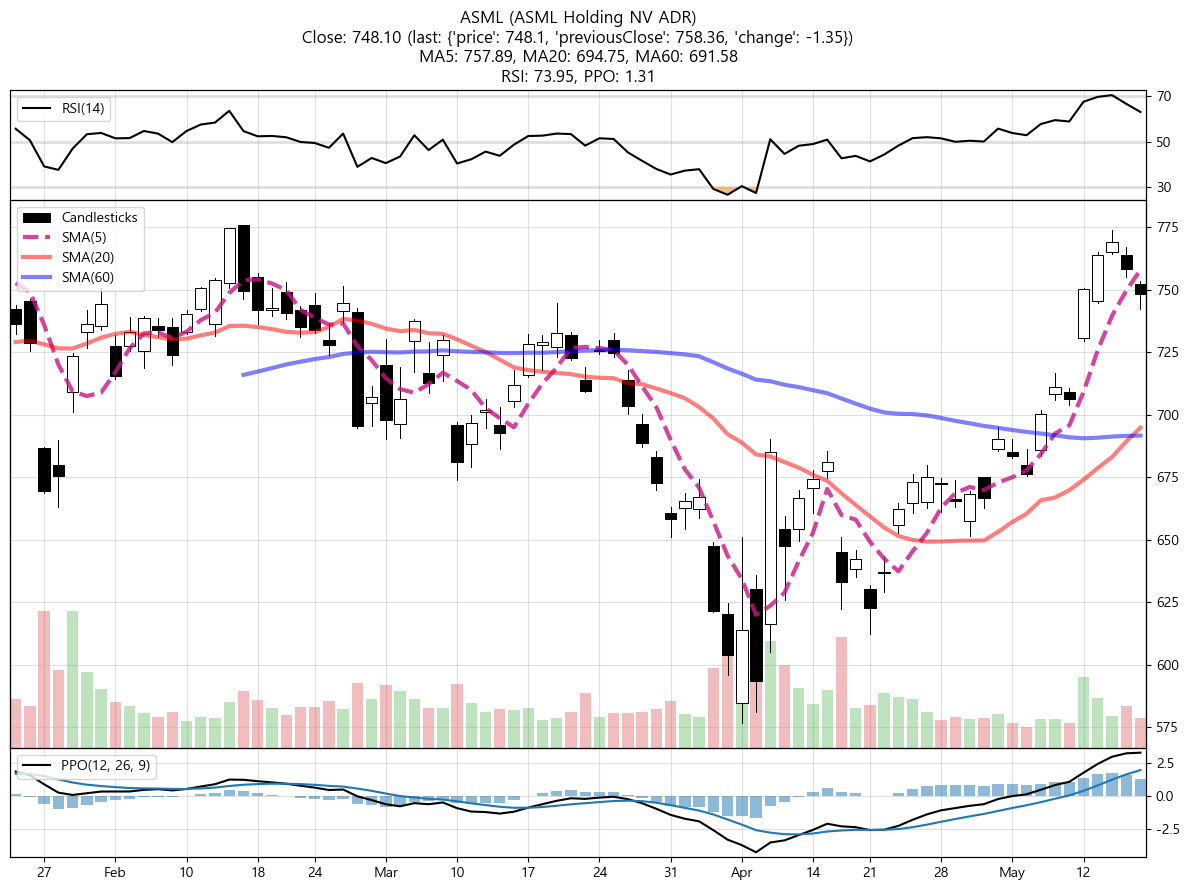 ASML (ASML Holding NV ADR)
Close: 748.10 (last: {'price': 748.1, 'previousClose': 758.36, 'change': -1.35})
MA5: 757.89, MA20: 694.75, MA60: 691.58
RSI: 73.95, PPO: 1.31
RSI(14)
70
50
30
Candlesticks
SMA(5)
SMA(20)
SMA(60)
775
750
725
700
675
650
625
600
575
PPO(12, 26, 9)
2.5
0.0
−2.5
27 Feb 10 18 24 Mar 10 17 24 31 Apr 14 21 28 May 12